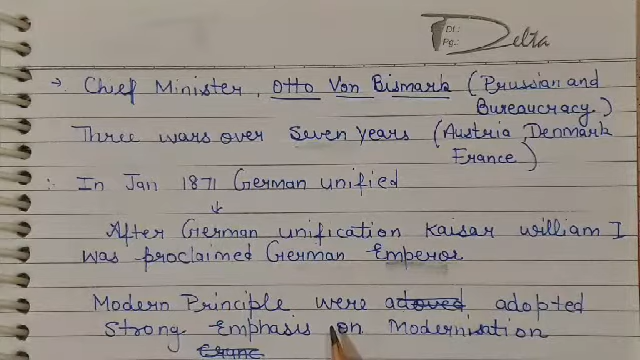 Dt.:
Pg.:
Delta
→ Chief Minister, Otto Von Bismark (Prussian and
Bureaucracy.)
Three wars over Seven years (Austria Denmark
France)
∴ In Jan 1871 German unified
↓
After German unification Kaisar william I
was proclaimed German Emperor
Modern Principle were adoved adopted
Strong Emphasis on Modernisation